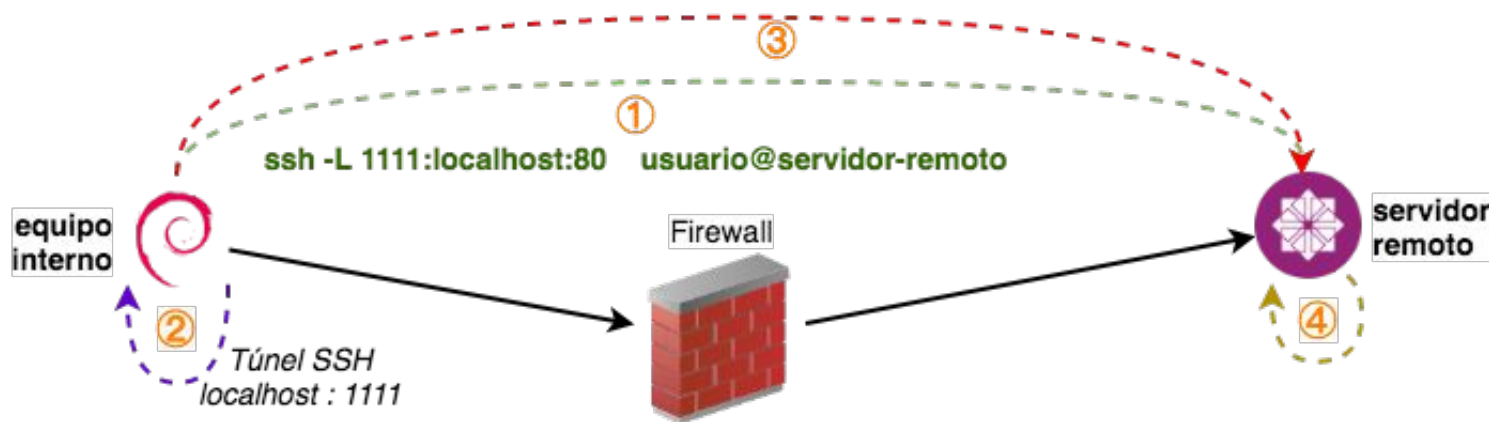 ③
①
ssh -L 1111:localhost:80 usuario@servidor-remoto
equipo
interno
Firewall
servidor
remoto
②
④
Túnel SSH
localhost : 1111